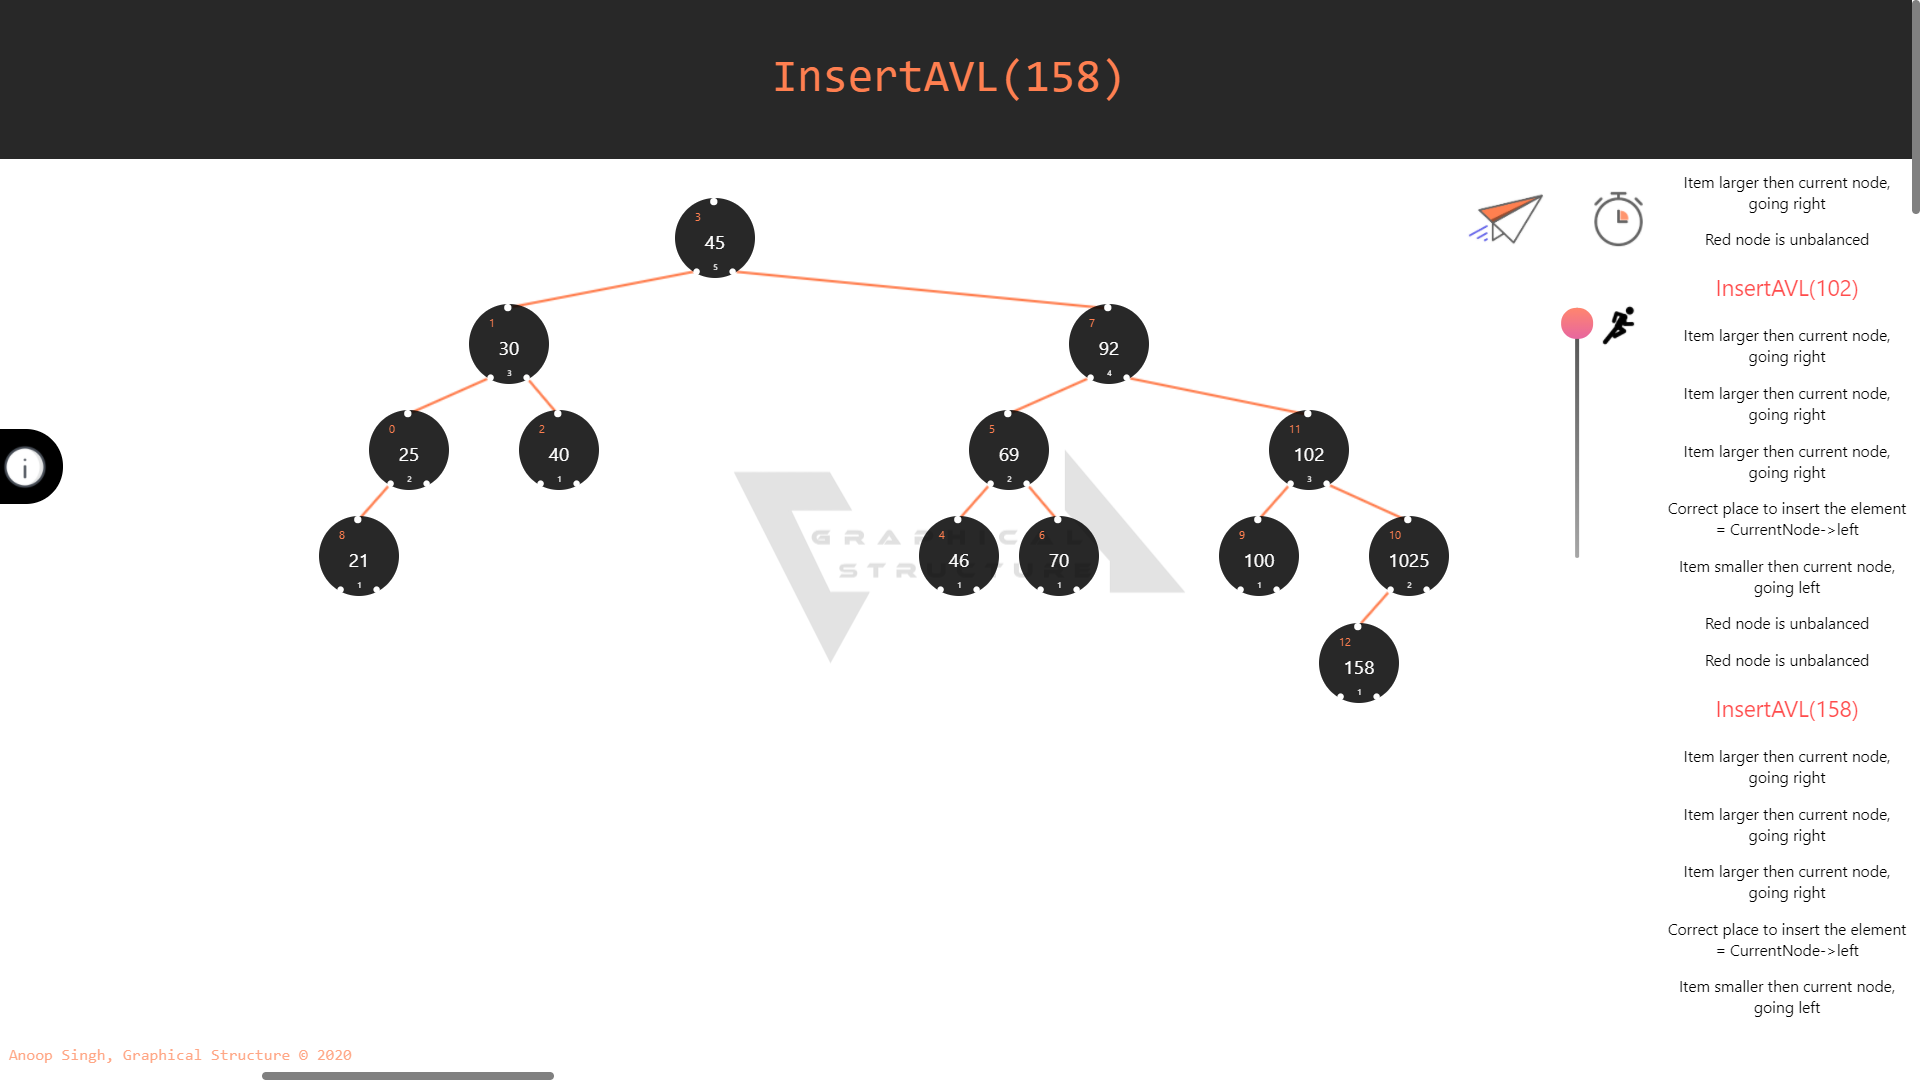 InsertAVL(158)
3
45
5
1
30
3
7
92
4
0
25
2
2
40
1
5
69
2
11
102
3
8
21
1
4
46
1
6
70
1
9
100
1
10
1025
2
12
158
1
GRAPHICAL
STRUCTURE
Item larger then current node,
going right
Red node is unbalanced
InsertAVL(102)
Item larger then current node,
going right
Item larger then current node,
going right
Item larger then current node,
going right
Correct place to insert the element
= CurrentNode->left
Item smaller then current node,
going left
Red node is unbalanced
Red node is unbalanced
InsertAVL(158)
Item larger then current node,
going right
Item larger then current node,
going right
Item larger then current node,
going right
Correct place to insert the element
= CurrentNode->left
Item smaller then current node,
going left
Anoop Singh, Graphical Structure © 2020